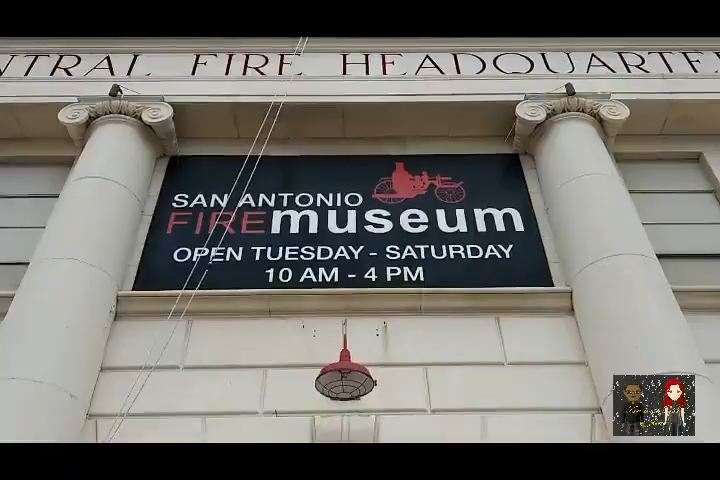 NTRAL FIRE HEADQUARTE
SAN ANTONIO
FIREmuseum
OPEN TUESDAY - SATURDAY
10 AM - 4 PM